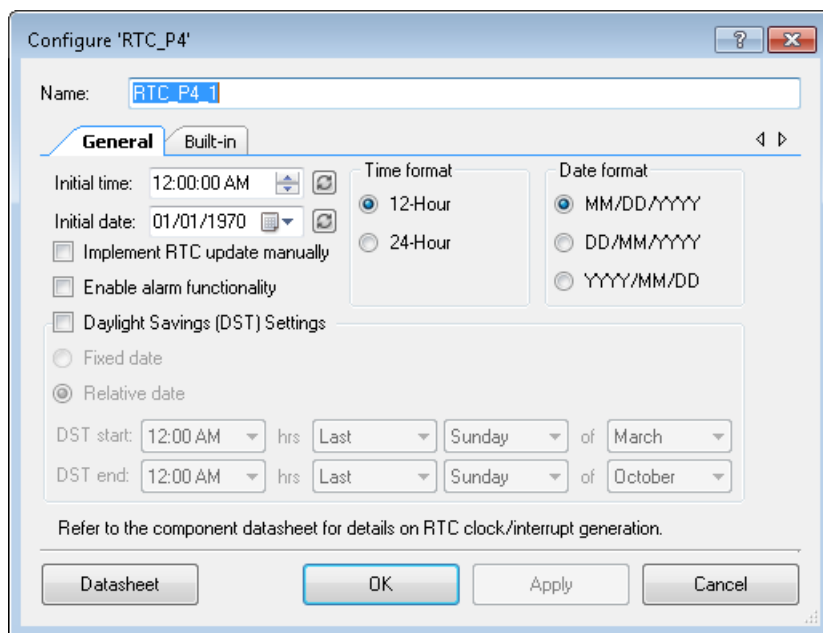 Configure 'RTC_P4'
Name: RTC_P4_1
General Built-in
Initial time: 12:00:00 AM
Initial date: 01/01/1970
Implement RTC update manually
Enable alarm functionality
Time format
12-Hour
24-Hour
Date format
MM/DD/YYYY
DD/MM/YYYY
YYYY/MM/DD
Daylight Savings (DST) Settings
Fixed date
Relative date
DST start: 12:00 AM hrs Last Sunday of March
DST end: 12:00 AM hrs Last Sunday of October
Refer to the component datasheet for details on RTC clock/interrupt generation.
Datasheet OK Apply Cancel